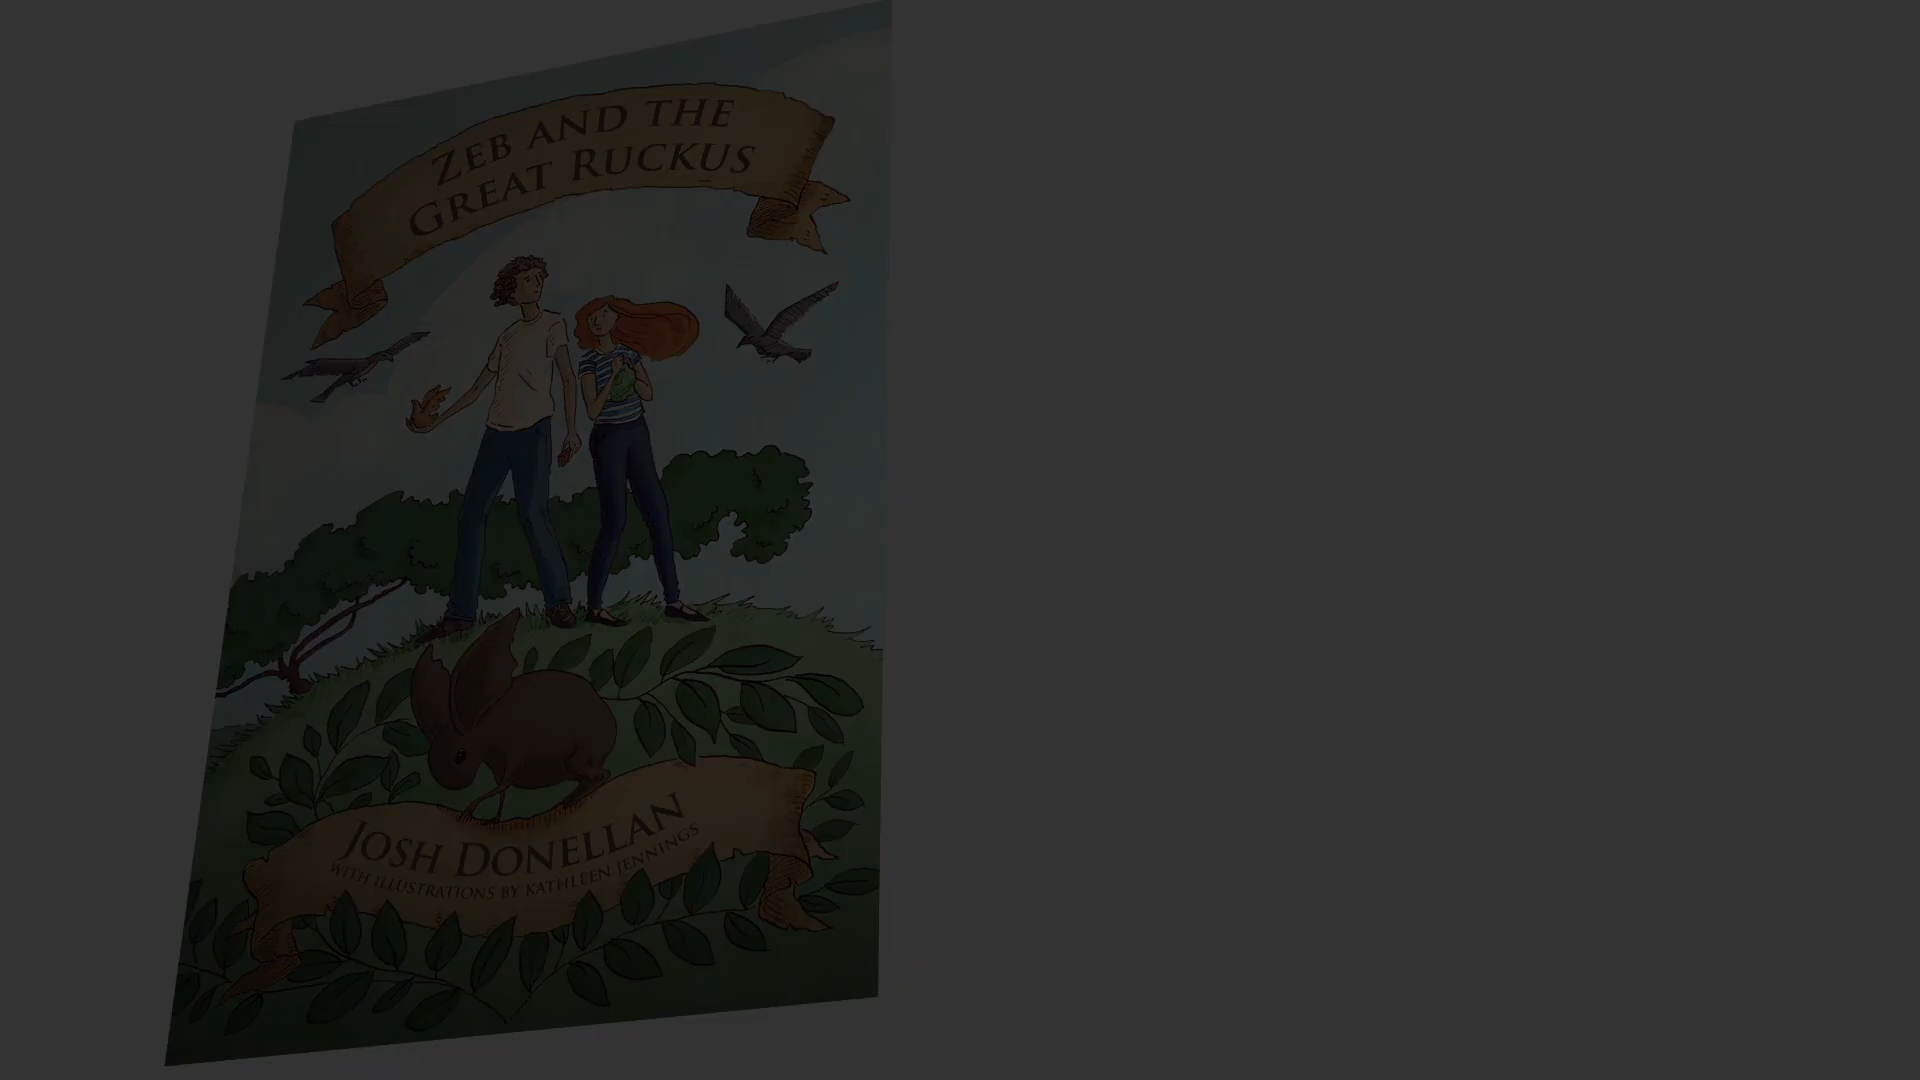 ZEB AND THE
GREAT RUCKUS
JOSH DONELLAN
WITH ILLUSTRATIONS BY KATHLEEN JENNINGS